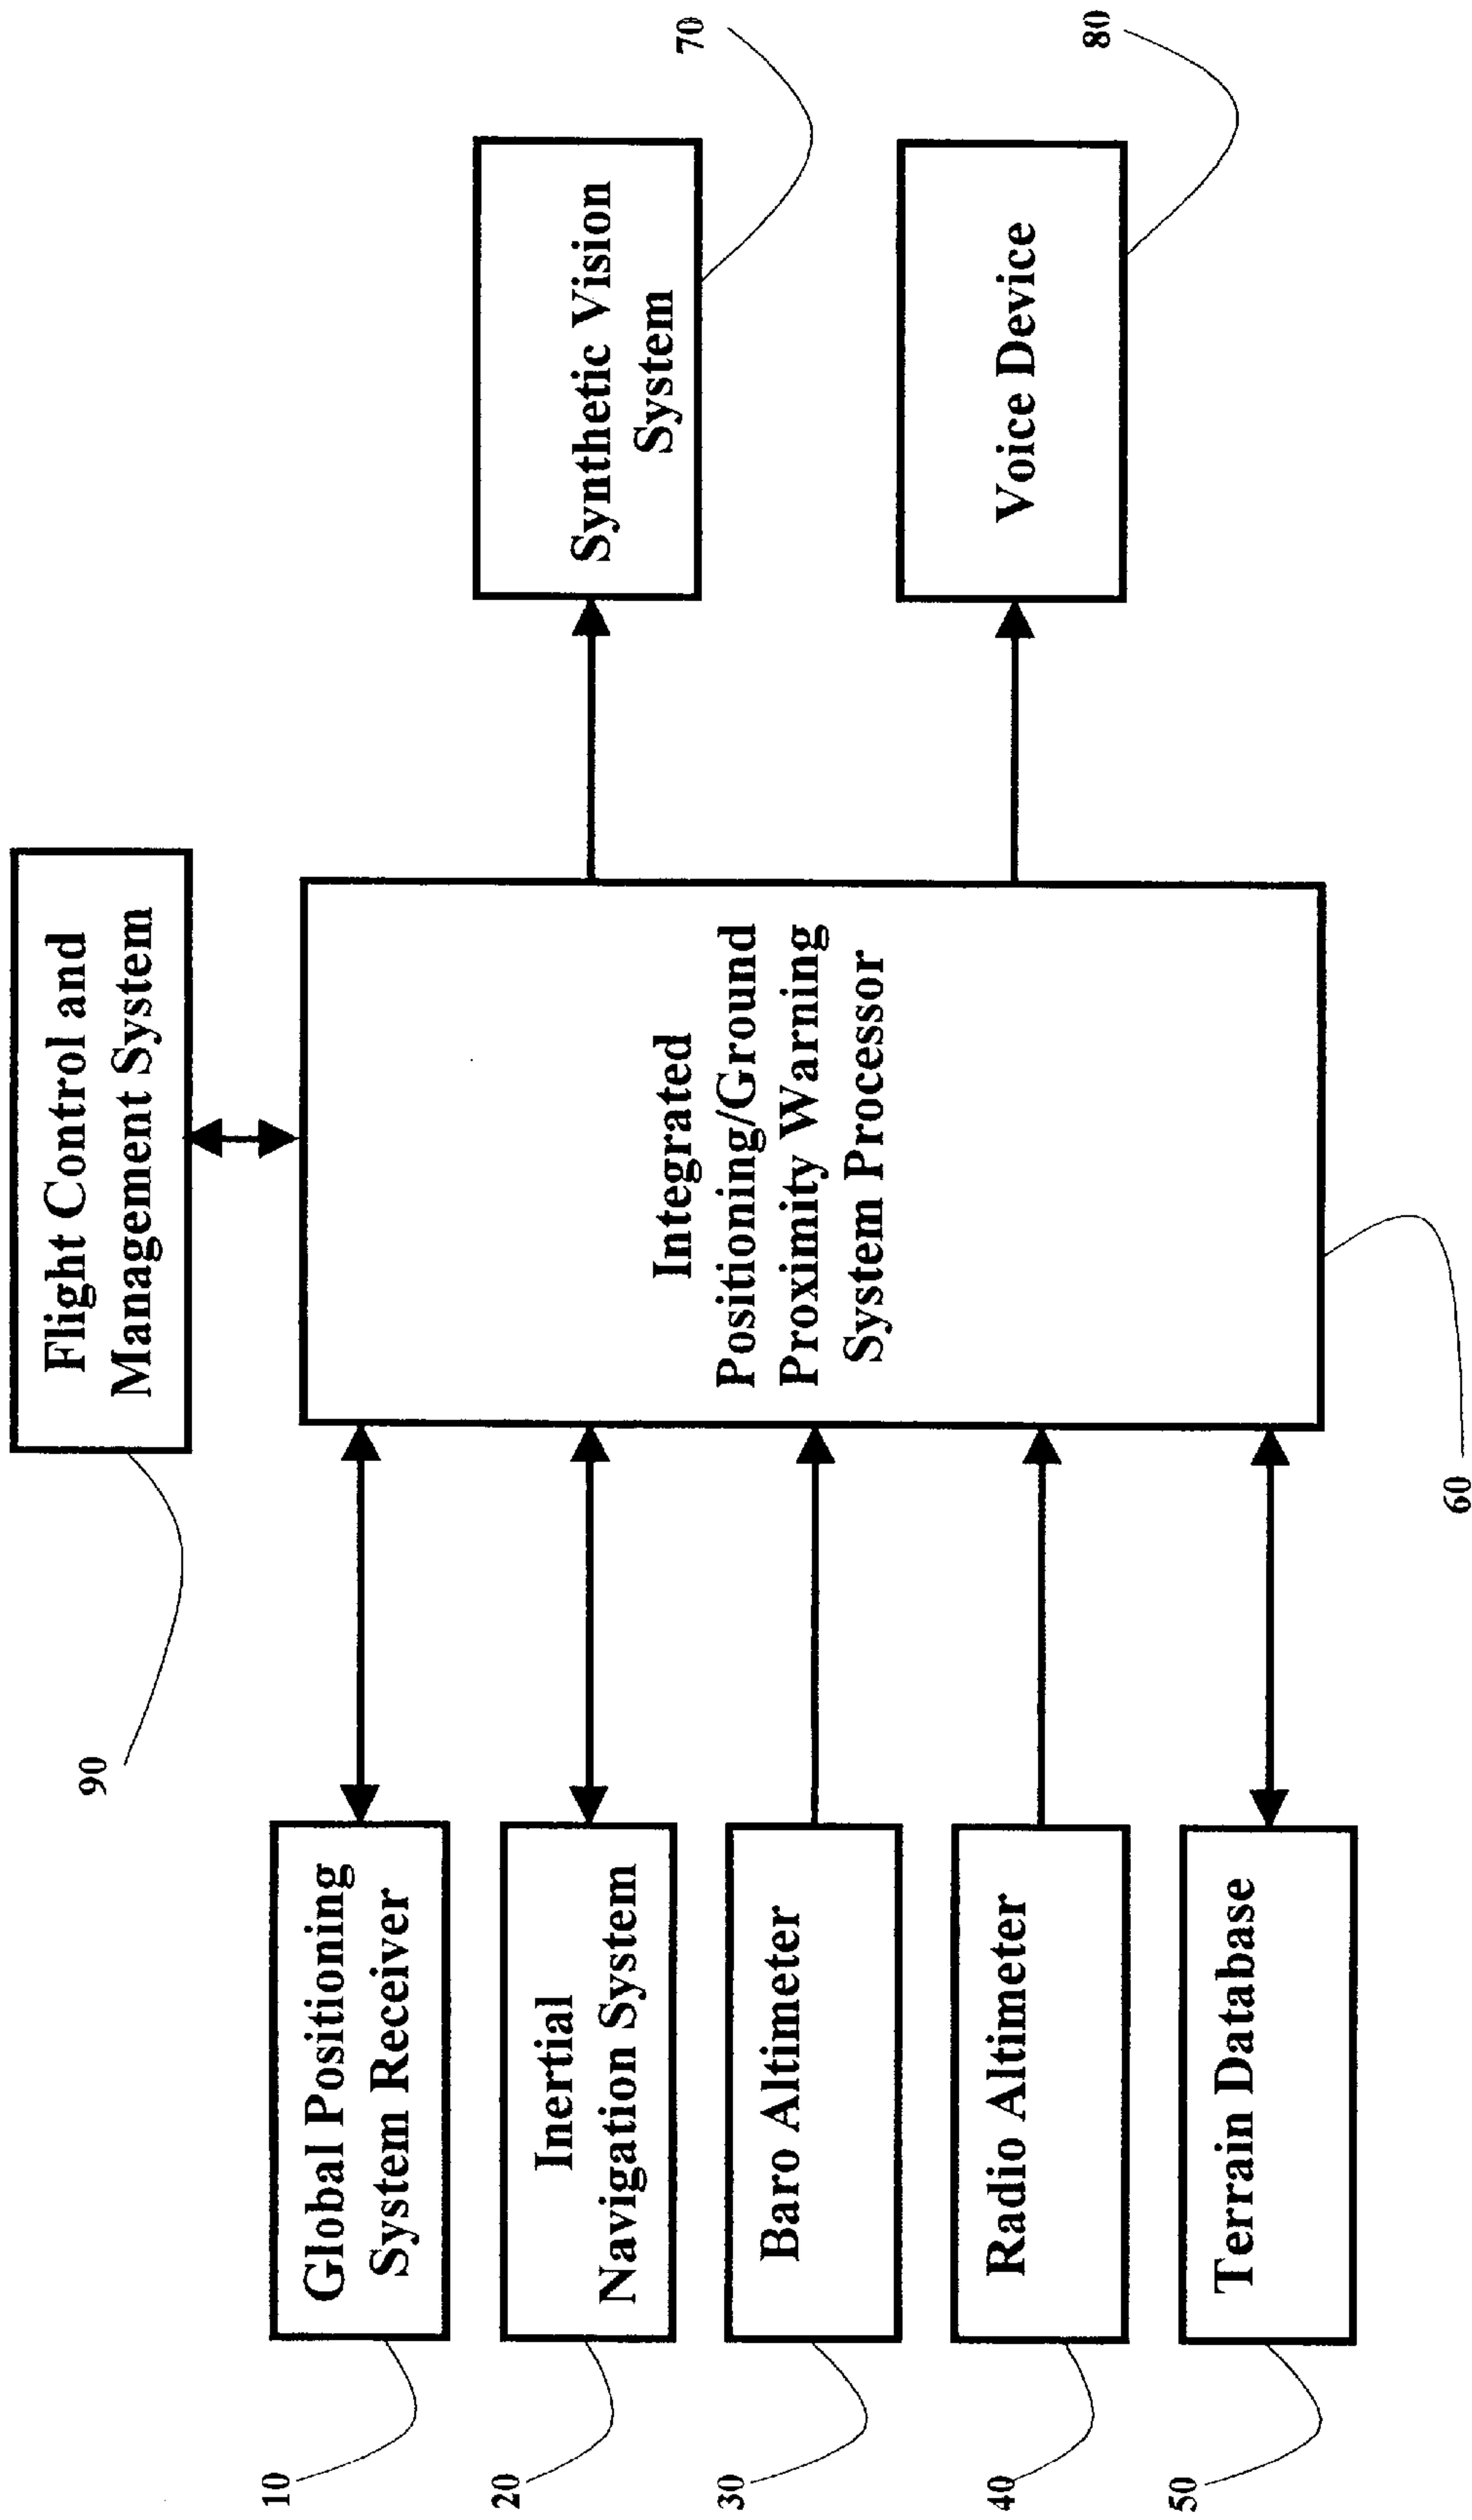 90
Flight Control and
Management System
10
Global Positioning
System Receiver
20
Inertial
Navigation System
30
Baro Altimeter
40
Radio Altimeter
50
Terrain Database
Integrated
Positioning/Ground
Proximity Warning
System Processor
60
Synthetic Vision
System
70
Voice Device
80